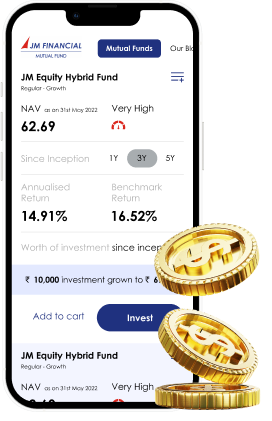 JM FINANCIAL
MUTUAL FUND
Mutual Funds
Our
JM Equity Hybrid Fund
Regular - Growth
NAV as on 31st May 2022
Very High
62.69
Since Inception 1Y 3Y 5Y
Annualised Return
Benchmark Return
14.91% 16.52%
Worth of investment since
₹ 10,000 investment grown to ₹
Add to cart
Invest
JM Equity Hybrid Fund
Regular - Growth
NAV as on 31st May 2022
Very High